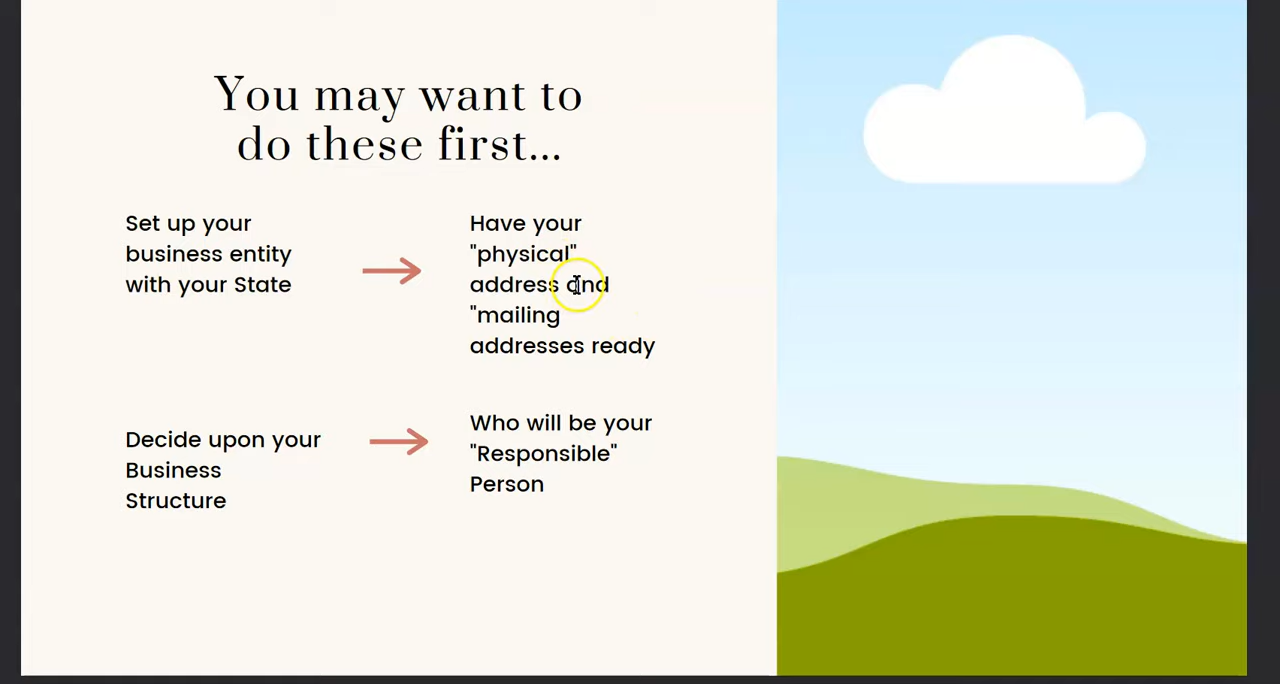 You may want to
do these first...
Set up your
business entity
with your State
Have your
"physical"
address and
"mailing
addresses ready
Decide upon your
Business
Structure
Who will be your
"Responsible"
Person